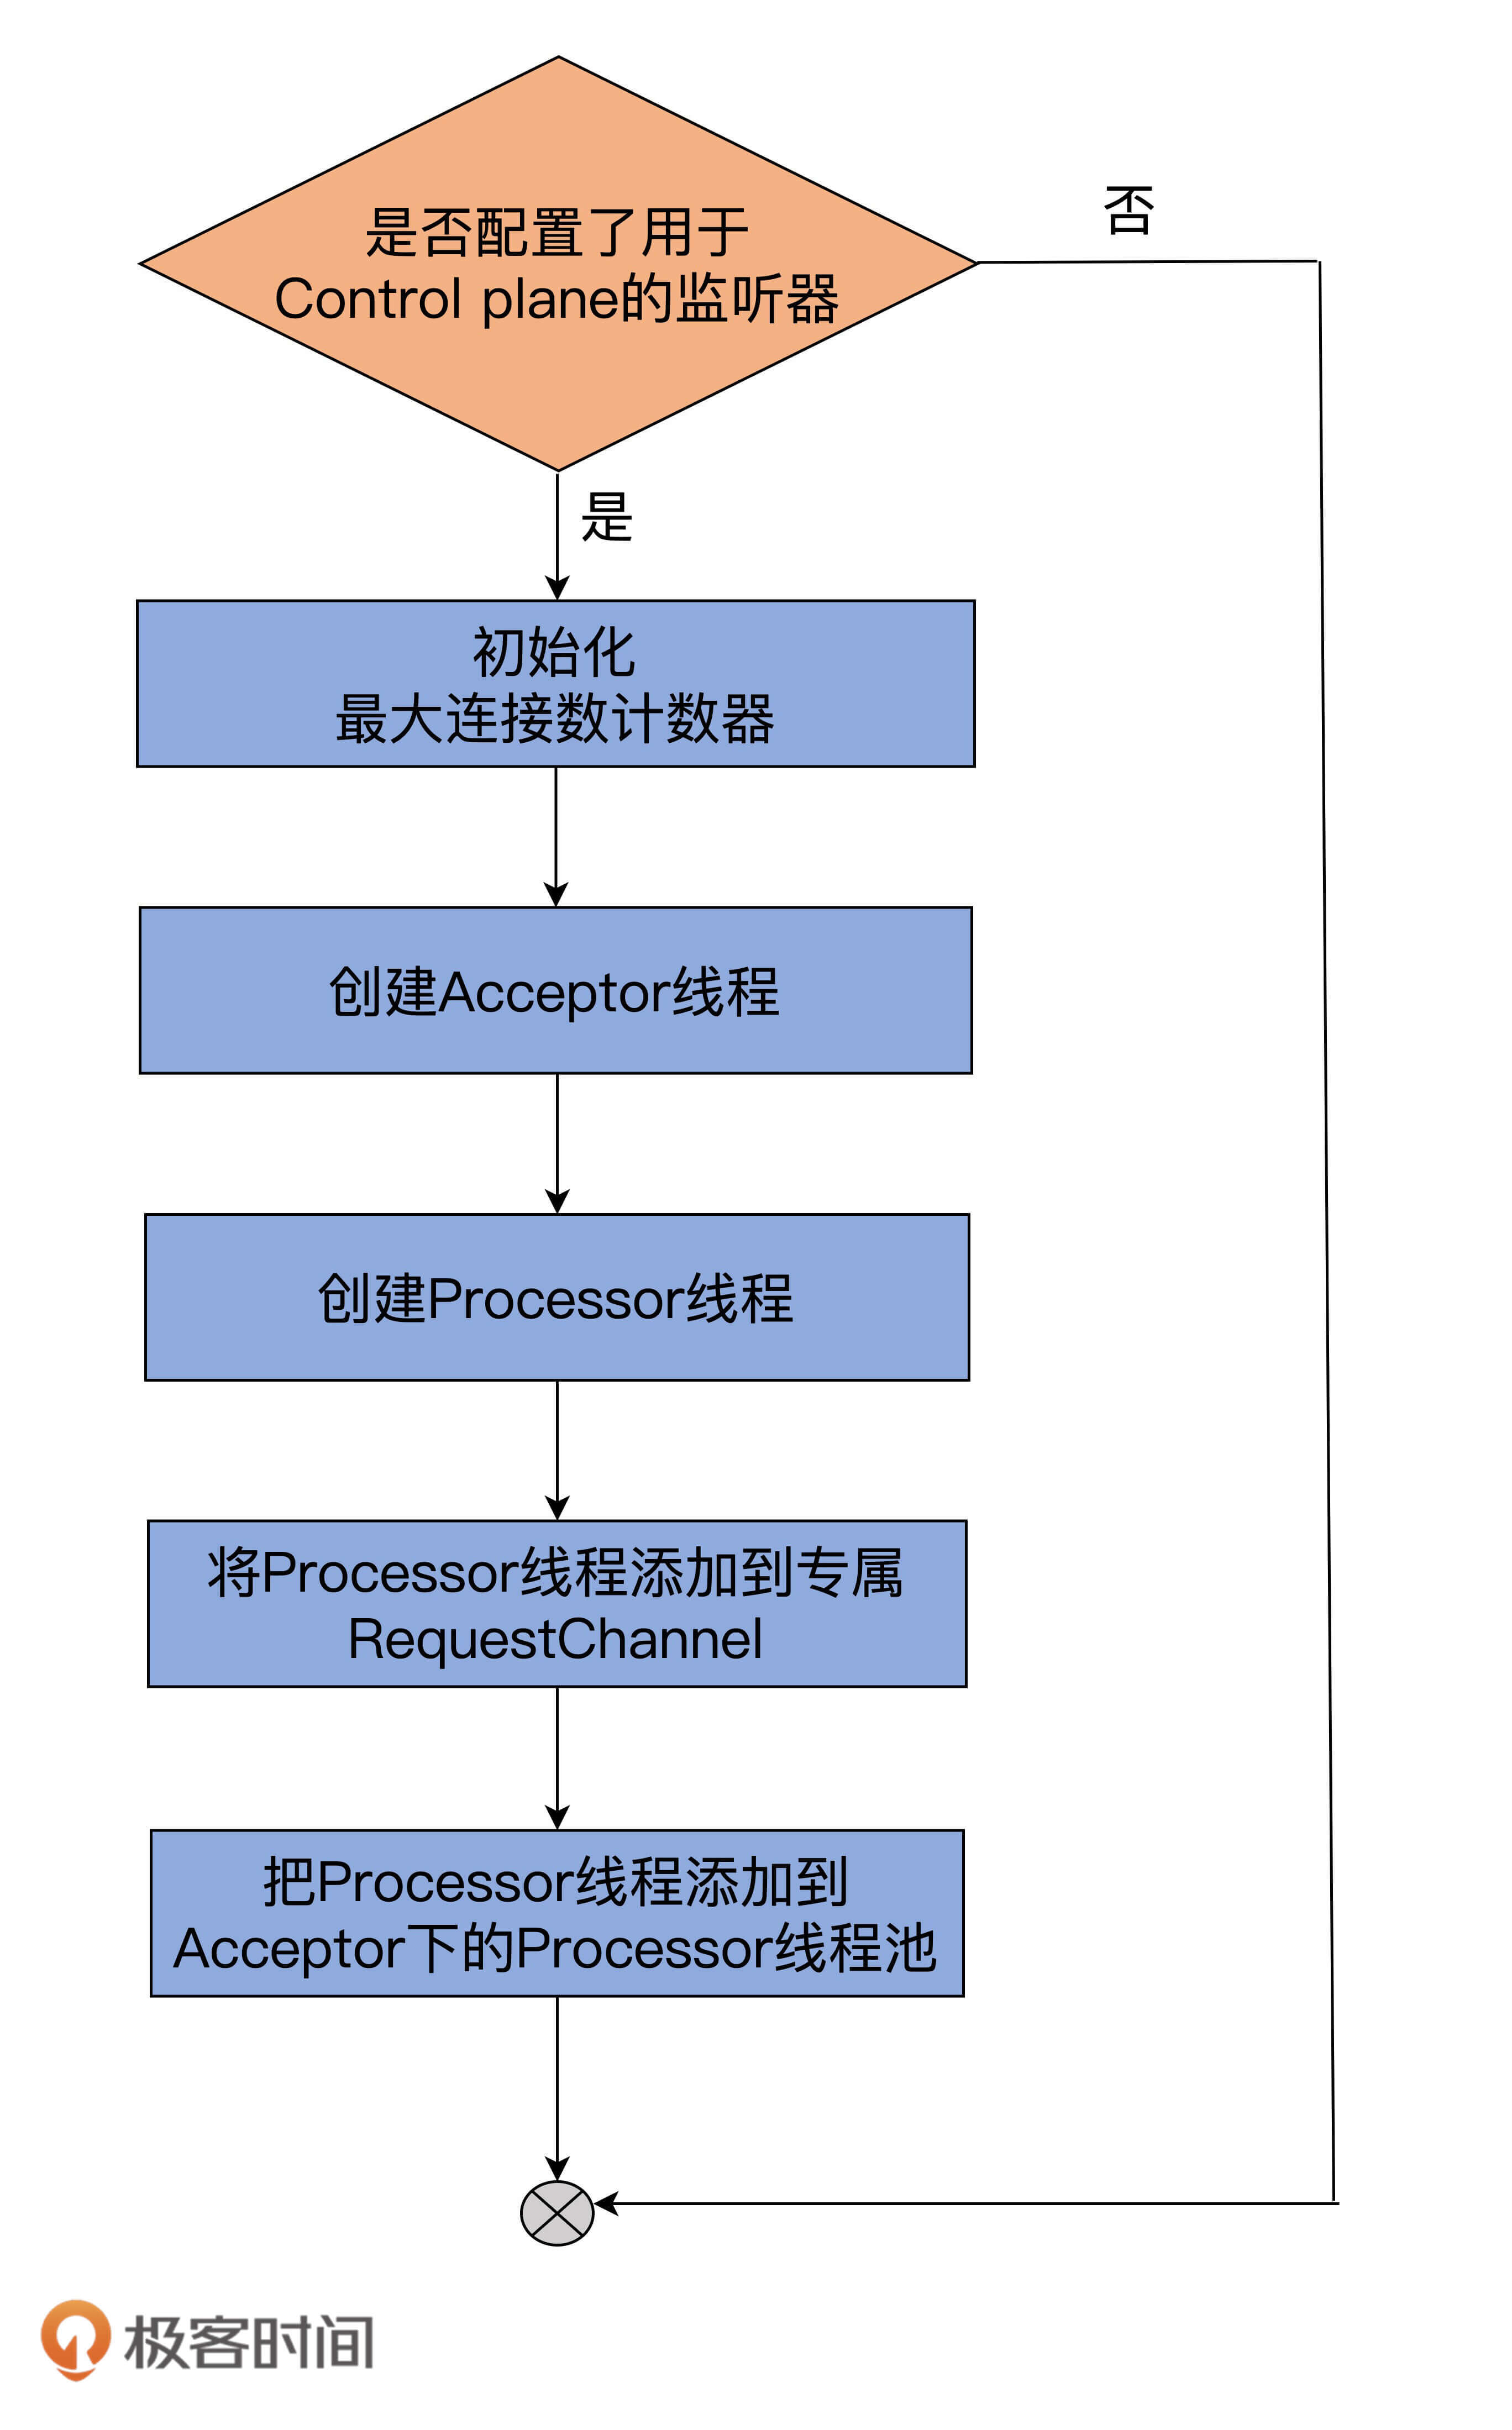 是否配置了用于
Control plane的监听器
否
是
初始化
最大连接数计数器
创建Acceptor线程
创建Processor线程
将Processor线程添加到专属
RequestChannel
把Processor线程添加到
Acceptor下的Processor线程池
极客时间